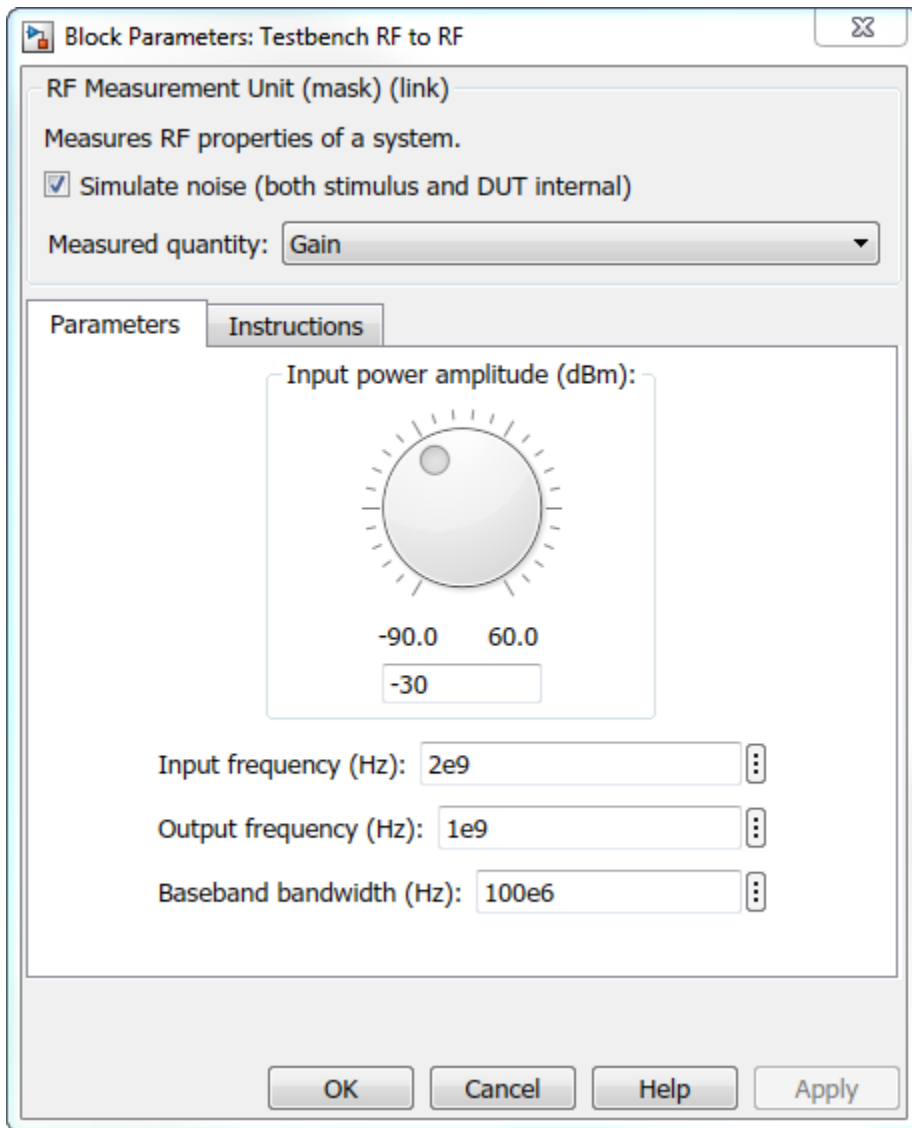 Block Parameters: Testbench RF to RF
RF Measurement Unit (mask) (link)
Measures RF properties of a system.
Simulate noise (both stimulus and DUT internal)
Measured quantity: Gain
Parameters Instructions
Input power amplitude (dBm):
-90.0 60.0
-30
Input frequency (Hz): 2e9
Output frequency (Hz): 1e9
Baseband bandwidth (Hz): 100e6
OK Cancel Help Apply